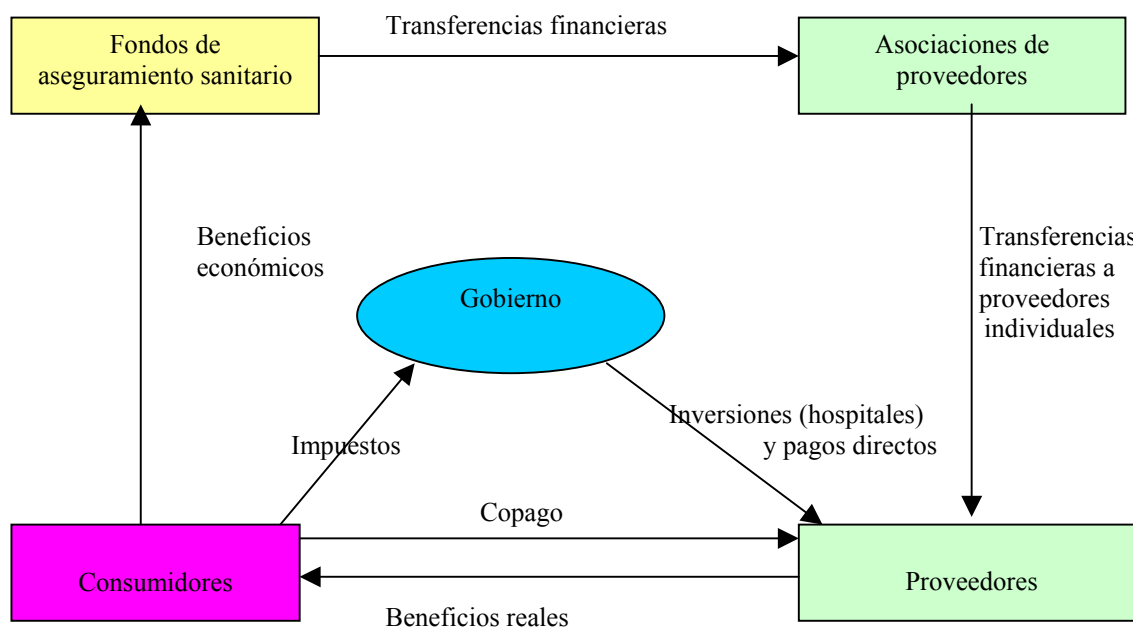 Transferencias financieras
Fondos de
aseguramiento sanitario
Asociaciones de
proveedores
Beneficios
económicos
Transferencias
financieras a
proveedores
individuales
Gobierno
Inversiones (hospitales)
y pagos directos
Impuestos
Copago
Consumidores
Proveedores
Beneficios reales